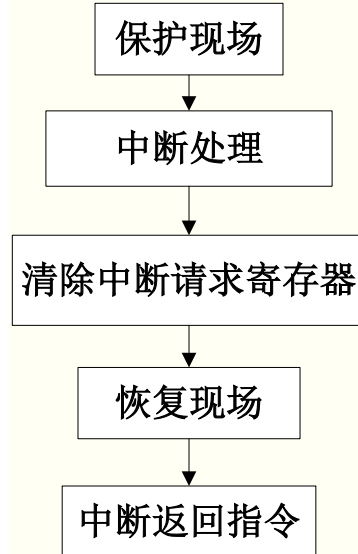 保护现场
中断处理
清除中断请求寄存器
恢复现场
中断返回指令